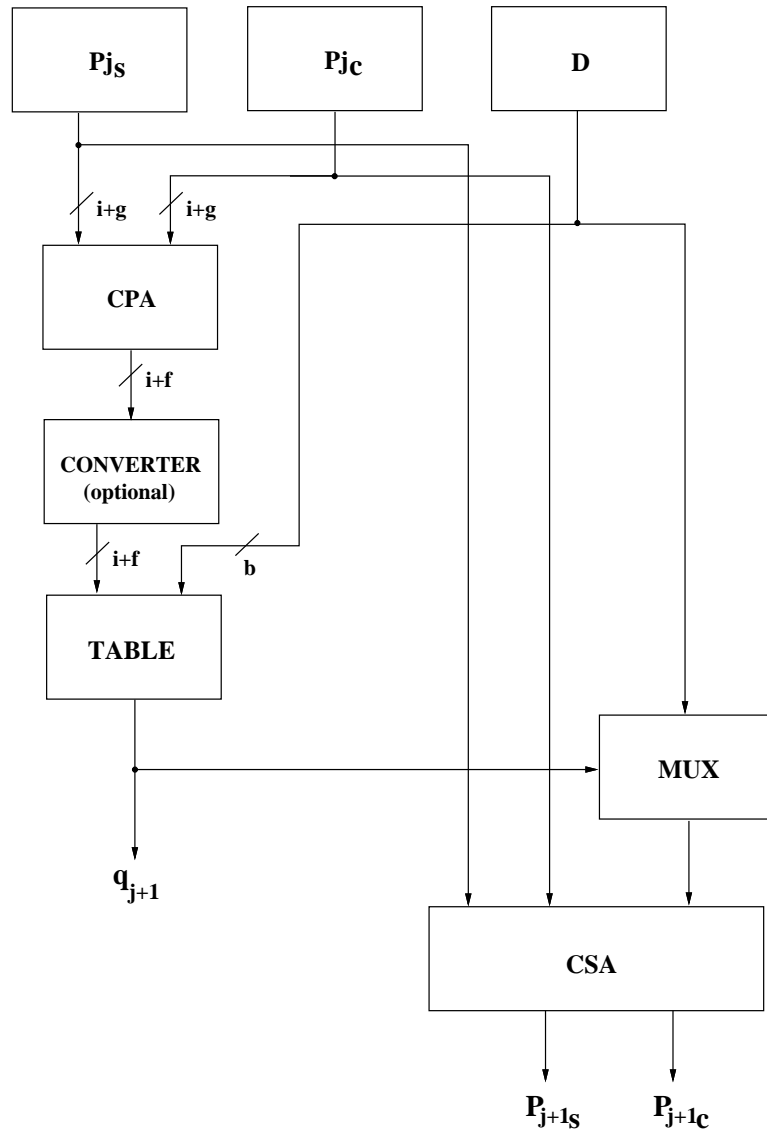 Pjs
Pjc
D
i+g
i+g
CPA
i+f
CONVERTER
(optional)
i+f
b
TABLE
MUX
qj+1
CSA
Pj+1s
Pj+1c